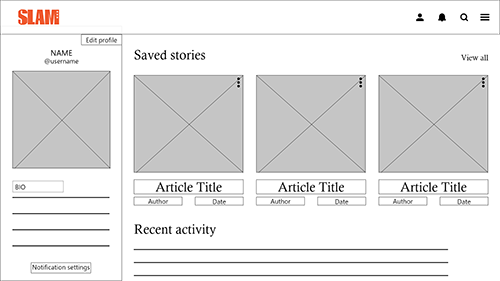 SLAM
Edit profile
NAME
@username
BIO
Notification settings
Saved stories
View all
Article Title
Author
Date
Article Title
Author
Date
Article Title
Author
Date
Recent activity